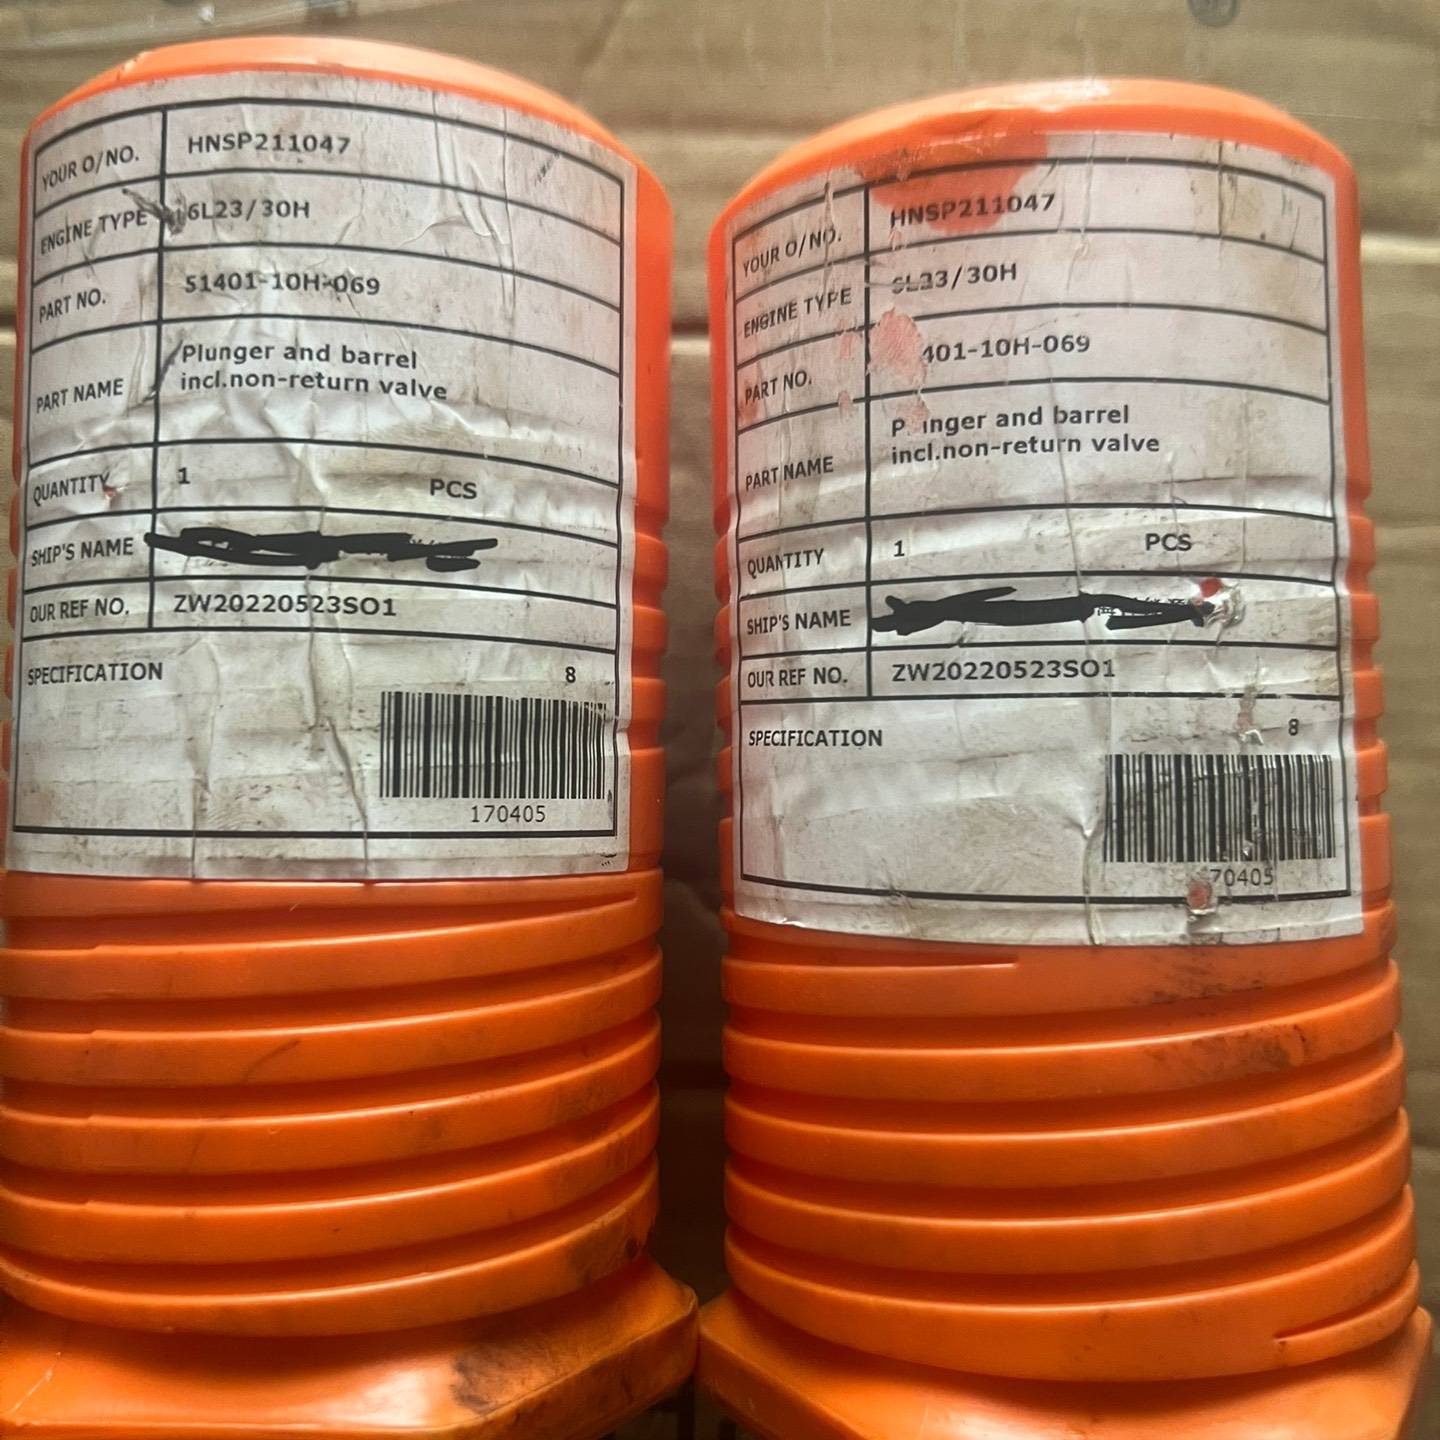 YOUR O/NO. HNSP211047
ENGINE TYPE 6L23/30H
PART NO. 51401-10H-069
PART NAME Plunger and barrel
incl.non-return valve
QUANTITY 1 PCS
SHIP'S NAME
OUR REF NO. ZW20220523SO1
SPECIFICATION 8
170405
YOUR O/NO. HNSP211047
ENGINE TYPE 6L23/30H
PART NO. 401-10H-069
PART NAME and barrel
incl.non-return valve
QUANTITY 1 PCS
SHIP'S NAME
OUR REF NO. ZW20220523SO1
SPECIFICATION 8
70405